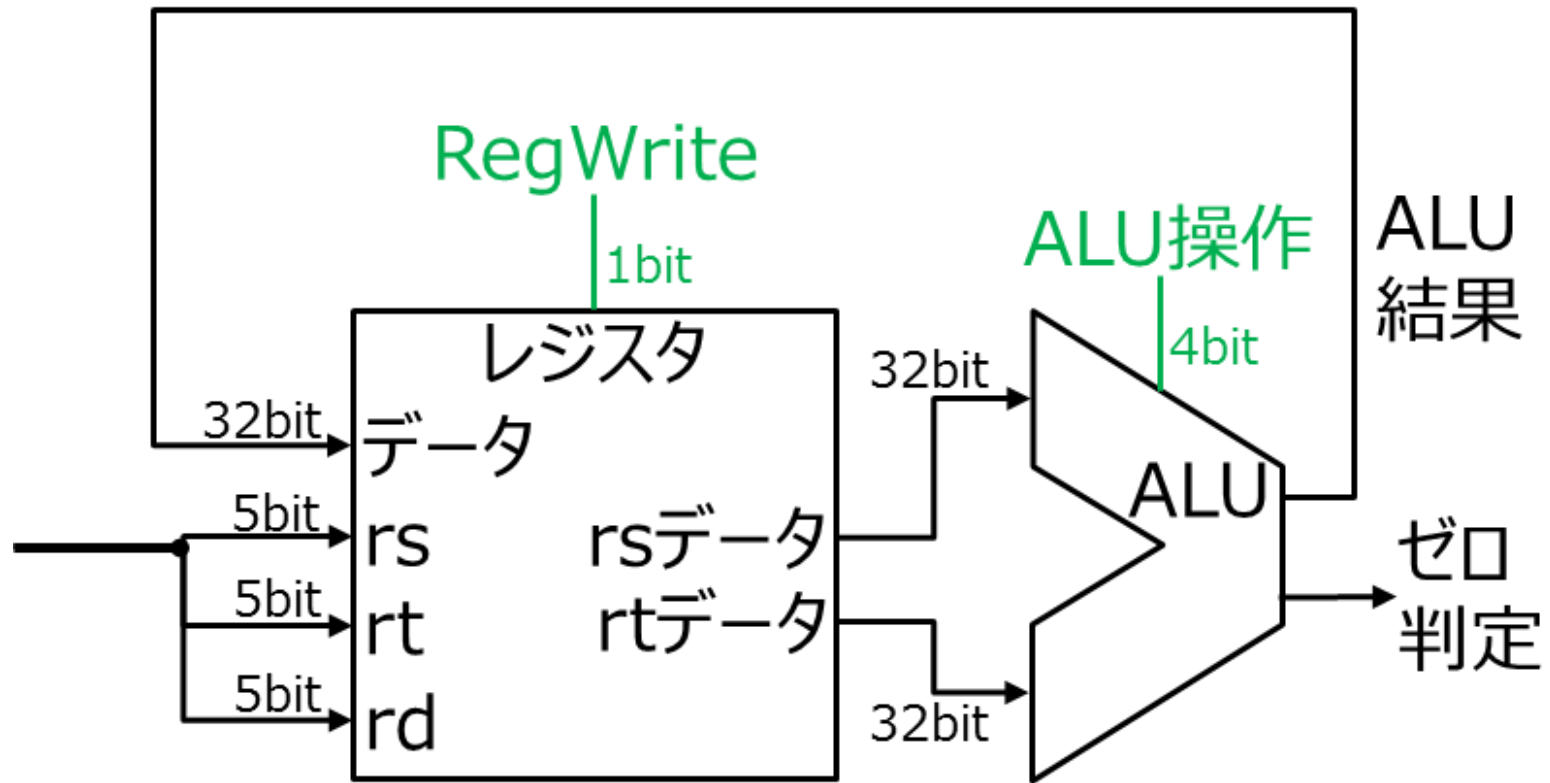 RegWrite
1bit
ALU操作
4bit
ALU
結果
レジスタ
32bit
データ
5bit
rs
5bit
rt
5bit
rd
rsデータ
rtデータ
32bit
32bit
ALU
ゼロ
判定